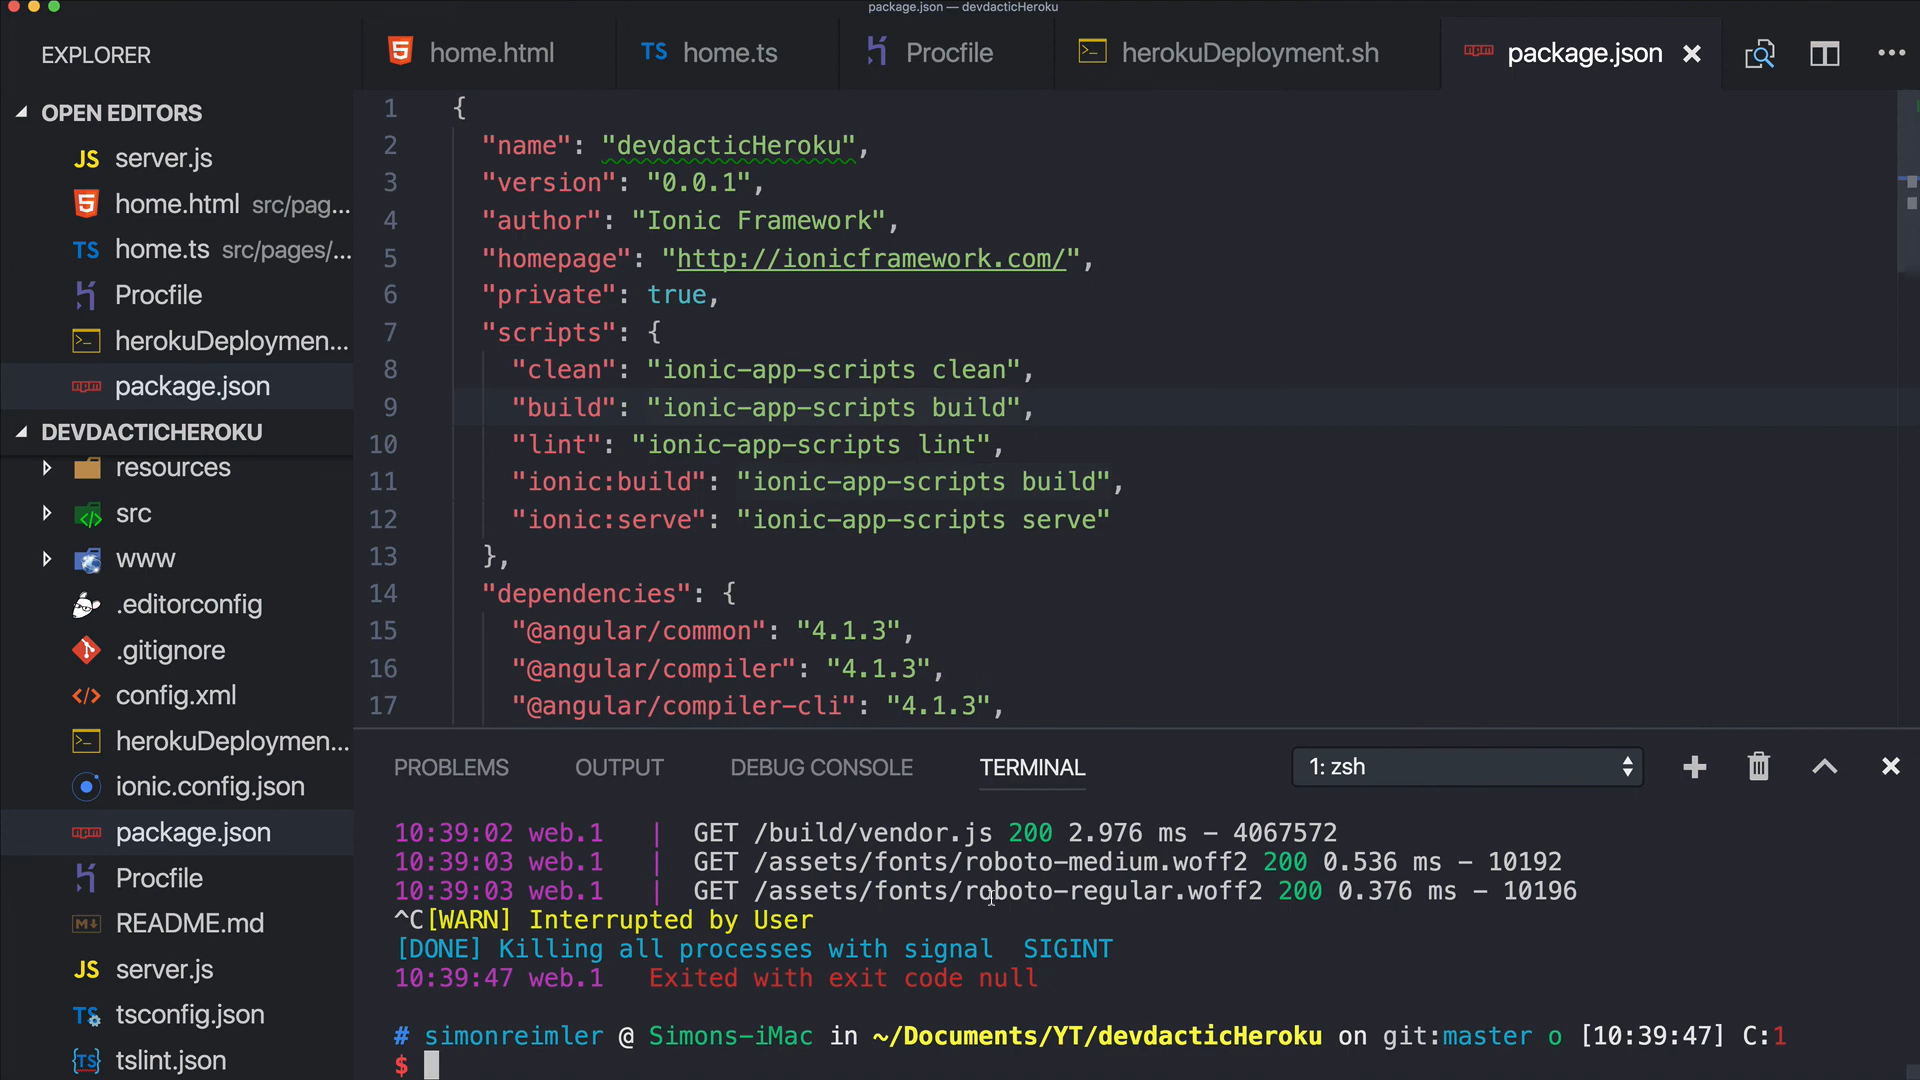 package.json — devdacticHeroku
EXPLORER
OPEN EDITORS
JS server.js
home.html src/pag...
TS home.ts src/pages/...
Procfile
herokuDeploymen...
package.json
DEVDACTICHEROKU
resources
src
www
.editorconfig
.gitignore
config.xml
herokuDeploymen...
ionic.config.json
package.json
Procfile
README.md
JS server.js
TS tsconfig.json
TS tslint.json
home.html
TS home.ts
Procfile
herokuDeployment.sh
package.json
1 {
2 "name": "devdacticHeroku",
3 "version": "0.0.1",
4 "author": "Ionic Framework",
5 "homepage": "http://ionicframework.com/",
6 "private": true,
7 "scripts": {
8 "clean": "ionic-app-scripts clean",
9 "build": "ionic-app-scripts build",
10 "lint": "ionic-app-scripts lint",
11 "ionic:build": "ionic-app-scripts build",
12 "ionic:serve": "ionic-app-scripts serve"
13 },
14 "dependencies": {
15 "@angular/common": "4.1.3",
16 "@angular/compiler": "4.1.3",
17 "@angular/compiler-cli": "4.1.3",
PROBLEMS OUTPUT DEBUG CONSOLE TERMINAL 1: zsh
10:39:02 web.1 | GET /build/vendor.js 200 2.976 ms - 4067572
10:39:03 web.1 | GET /assets/fonts/roboto-medium.woff2 200 0.536 ms - 10192
10:39:03 web.1 | GET /assets/fonts/roboto-regular.woff2 200 0.376 ms - 10196
^C[WARN] Interrupted by User
[DONE] Killing all processes with signal SIGINT
10:39:47 web.1 Exited with exit code null
# simonreimler @ Simons-iMac in ~/Documents/YT/devdacticHeroku on git:master o [10:39:47] C:1
$